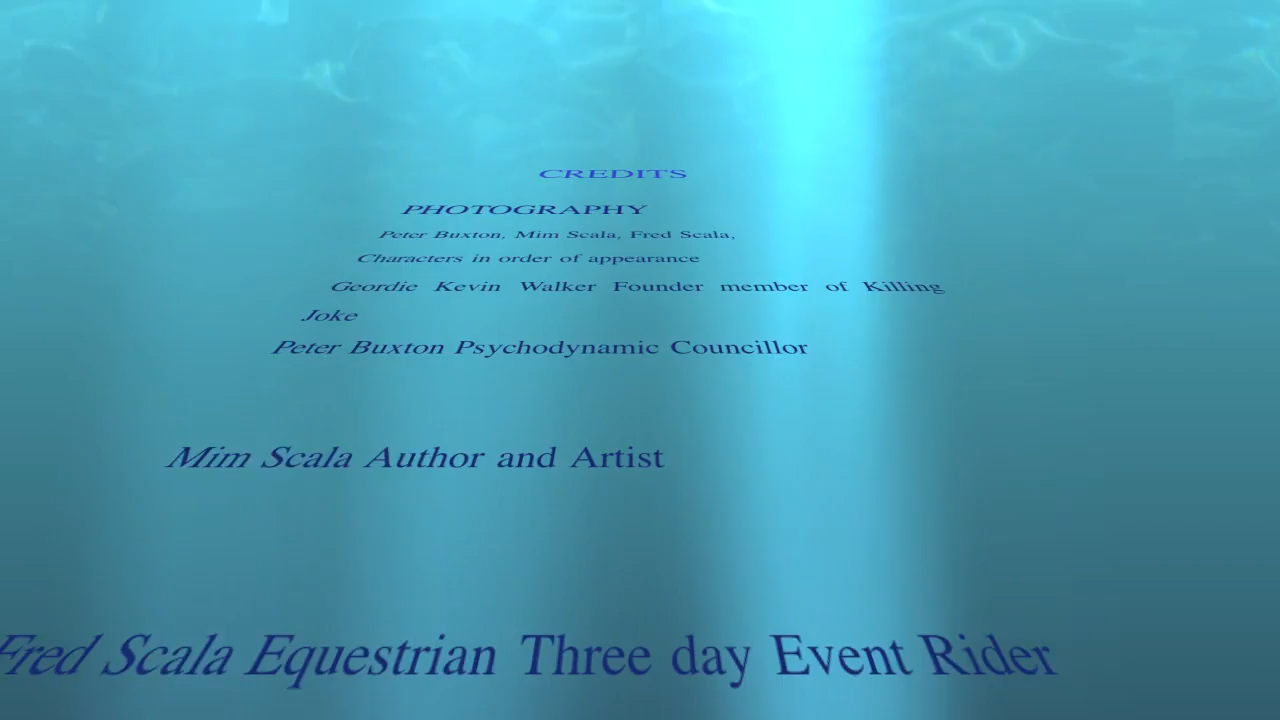 CREDITS
PHOTOGRAPHY
Peter Buxton, Mim Scala, Fred Scala,
Characters in order of appearance
Geordie Kevin Walker Founder member of Killing
Joke
Peter Buxton Psychodynamic Councillor
Mim Scala Author and Artist
Fred Scala Equestrian Three day Event Rider